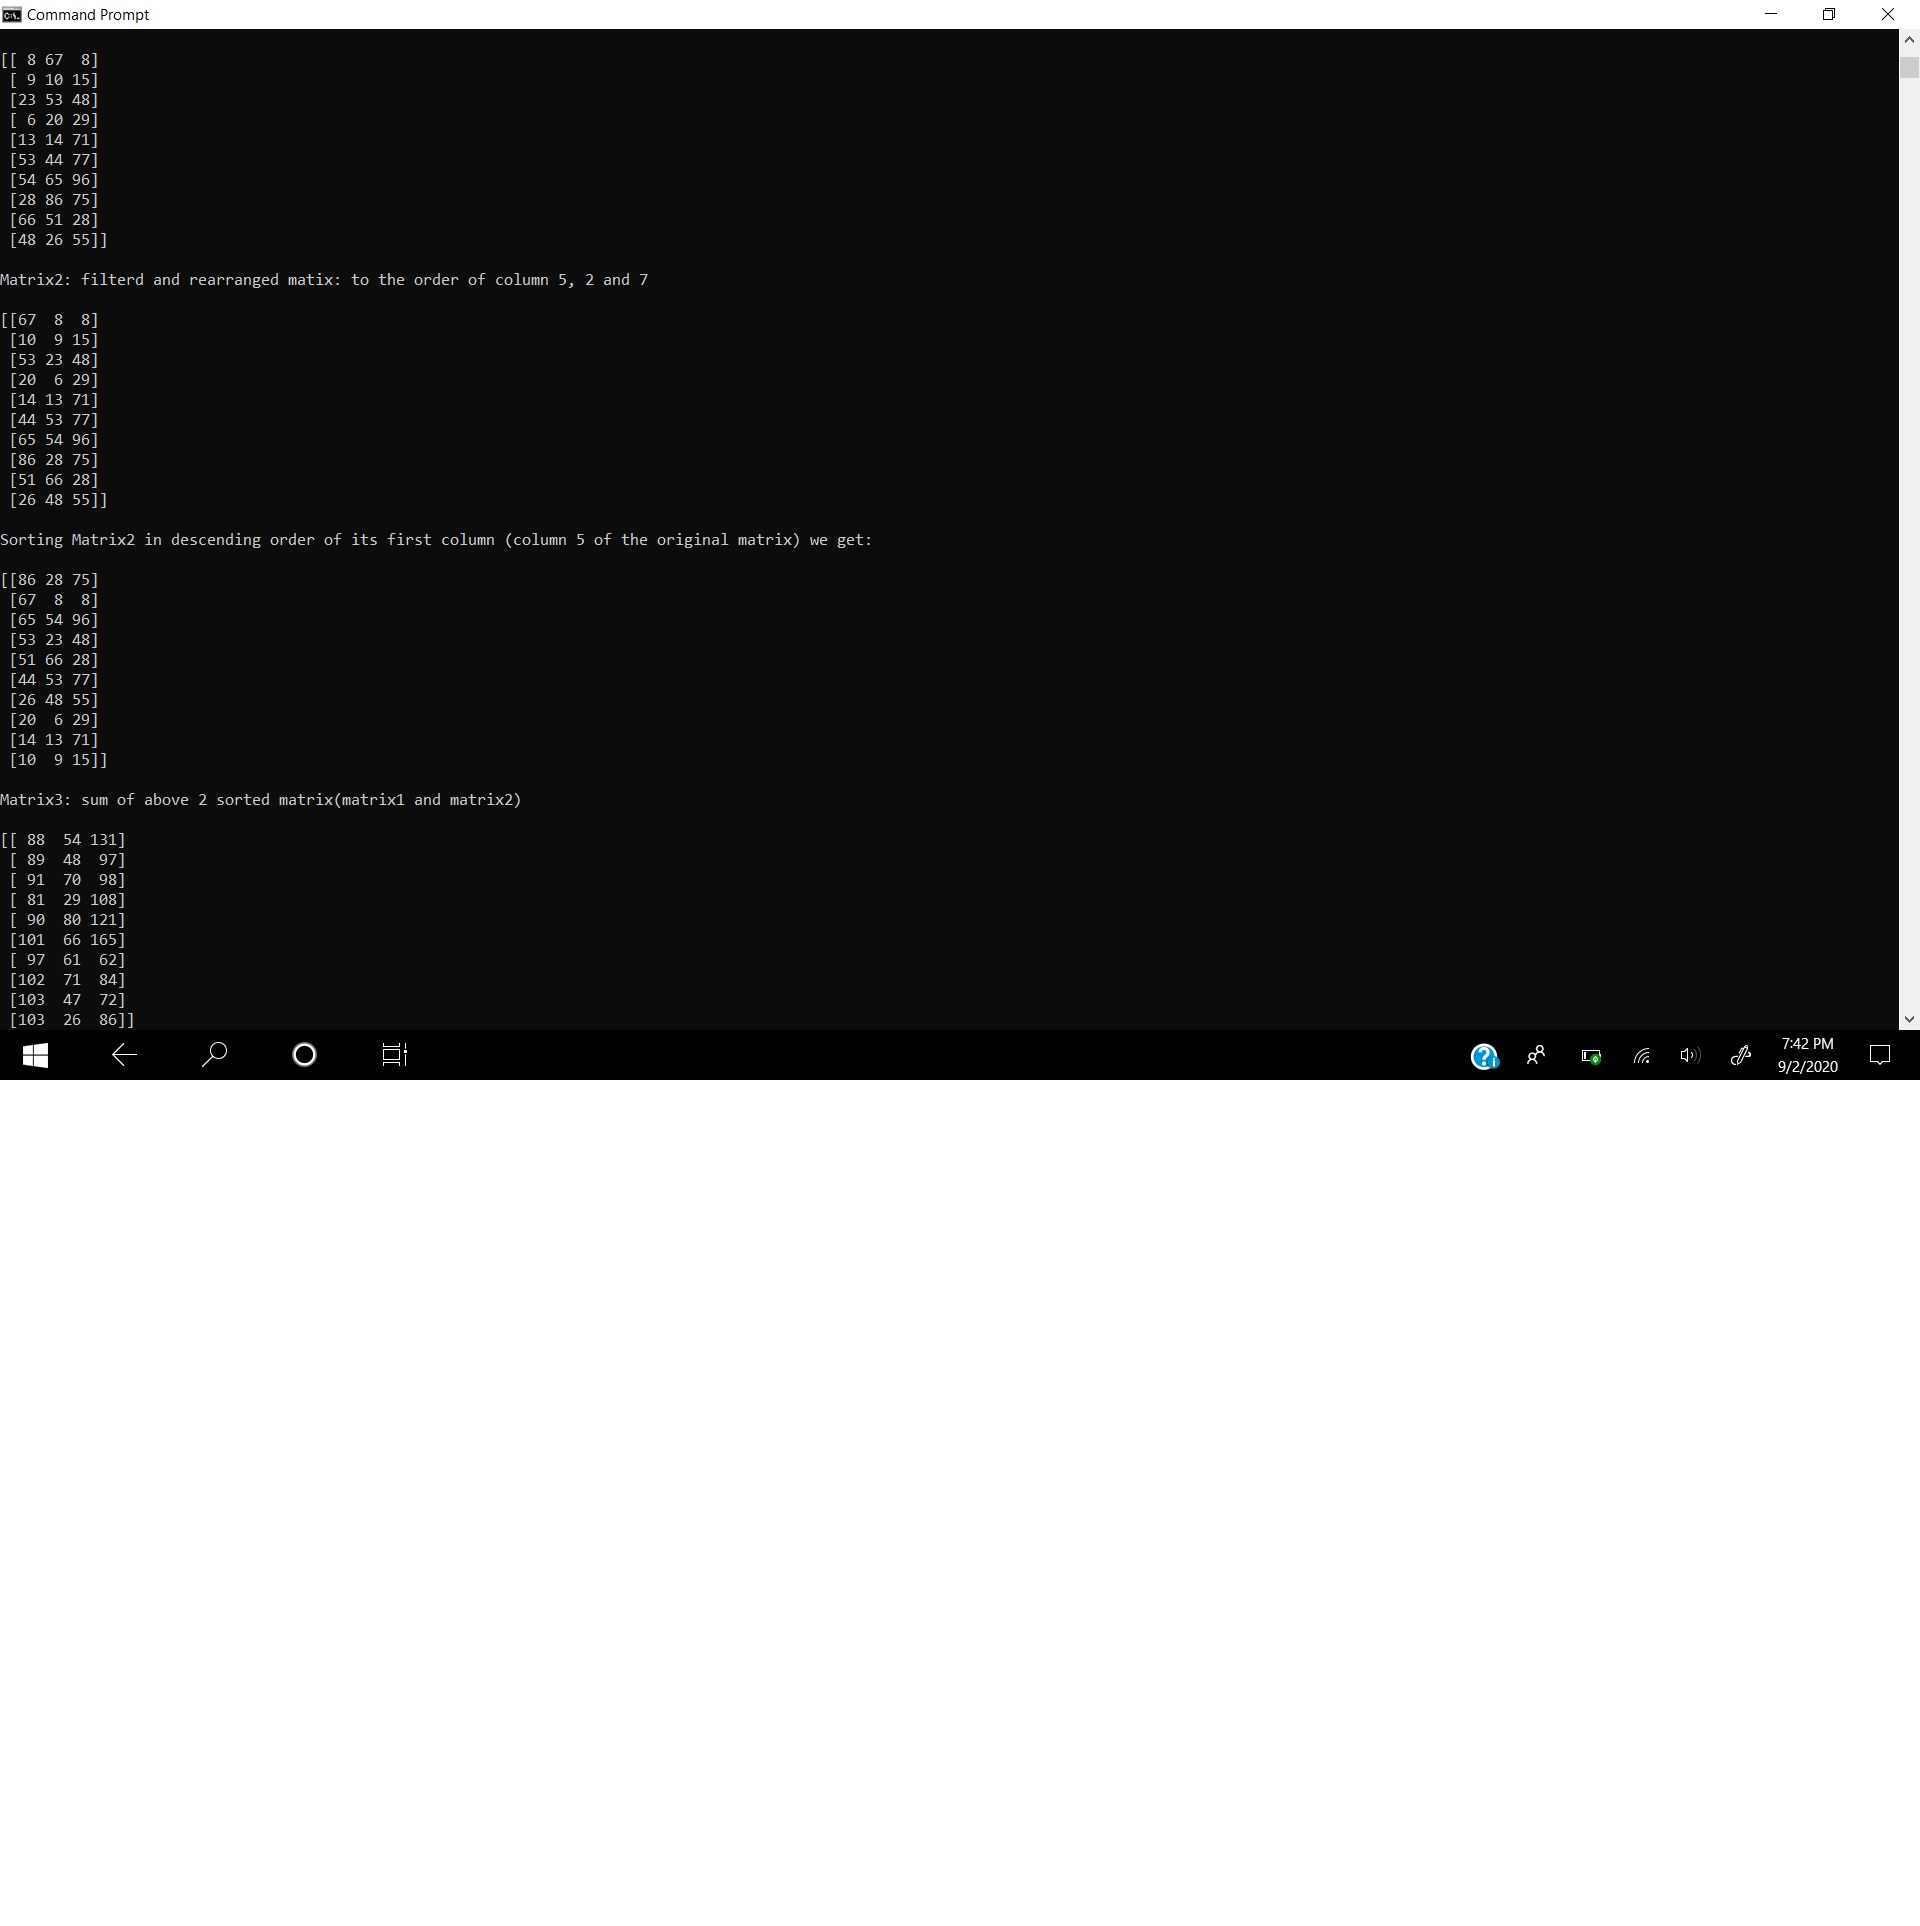 Command Prompt
[[ 8 67  8]
 [ 9 10 15]
 [23 53 48]
 [ 6 20 29]
 [13 14 71]
 [53 44 77]
 [54 65 96]
 [28 86 75]
 [66 51 28]
 [48 26 55]]
Matrix2: filterd and rearranged matix: to the order of column 5, 2 and 7
[[67  8  8]
 [10  9 15]
 [53 23 48]
 [20  6 29]
 [14 13 71]
 [44 53 77]
 [65 54 96]
 [86 28 75]
 [51 66 28]
 [26 48 55]]
Sorting Matrix2 in descending order of its first column (column 5 of the original matrix) we get:
[[86 28 75]
 [67  8  8]
 [65 54 96]
 [53 23 48]
 [51 66 28]
 [44 53 77]
 [26 48 55]
 [20  6 29]
 [14 13 71]
 [10  9 15]]
Matrix3: sum of above 2 sorted matrix(matrix1 and matrix2)
[[ 88  54 131]
 [ 89  48  97]
 [ 91  70  98]
 [ 81  29 108]
 [ 90  80 121]
 [101  66 165]
 [ 97  61  62]
 [102  71  84]
 [103  47  72]
 [103  26  86]]
7:42 PM
9/2/2020